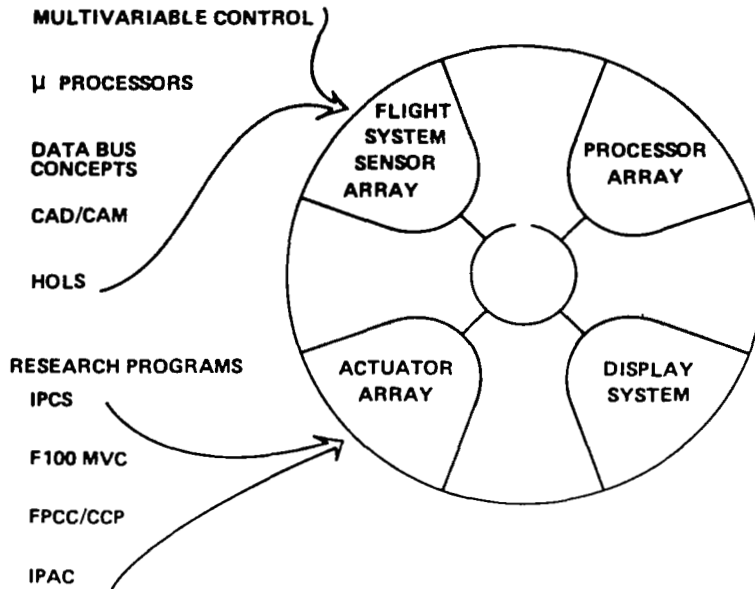 MULTIVARIABLE CONTROL
µ PROCESSORS
DATA BUS
CONCEPTS
CAD/CAM
HOLS
RESEARCH PROGRAMS
IPCS
F100 MVC
FPCC/CCP
IPAC
FLIGHT
SYSTEM
SENSOR
ARRAY
PROCESSOR
ARRAY
ACTUATOR
ARRAY
DISPLAY
SYSTEM